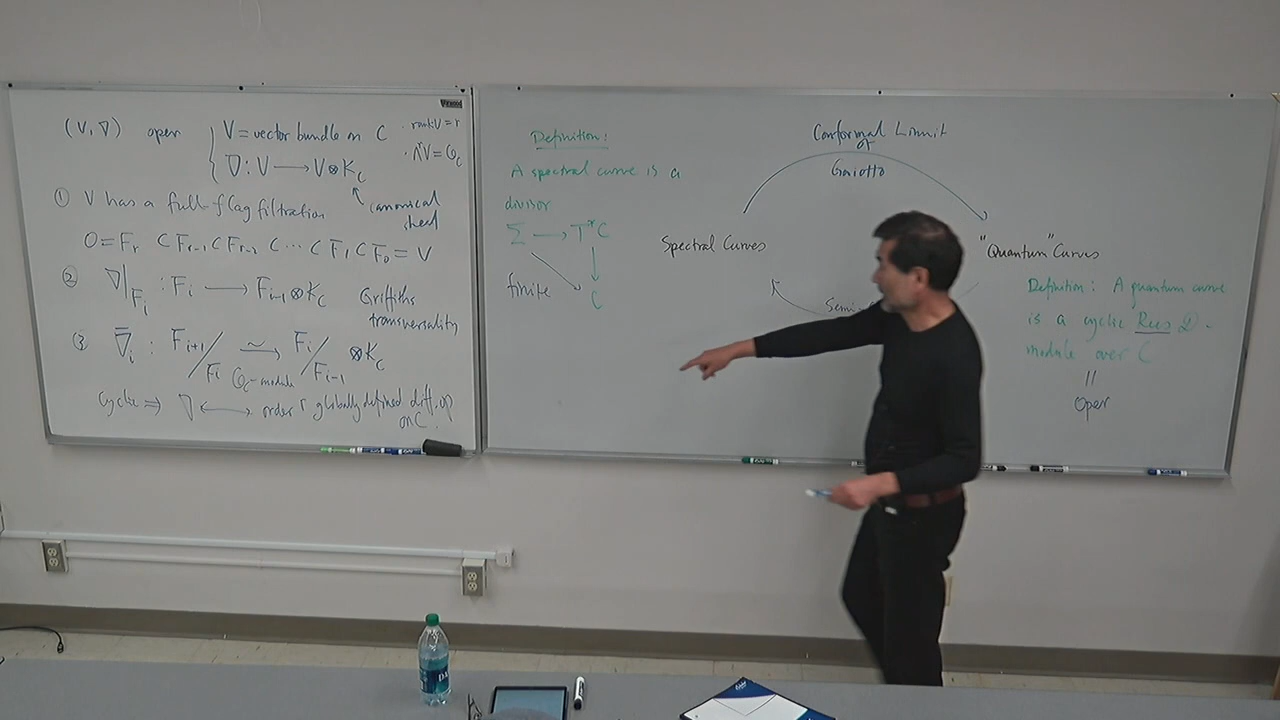 (V, ∇) oper { V = vector bundle on C · rank V = r
∇ : V ⟶ V ⊗ K_C · Λ^r V = O_C
canonical sheaf
① V has a full-flag filtration
0 = F_r ⊂ F_{r-1} ⊂ F_{r-2} ⊂ ··· ⊂ F_1 ⊂ F_0 = V
② ∇|_{F_i} : F_i ⟶ F_{i-1} ⊗ K_C Griffiths transversality
③ ∇̄_i : F_{i+1}/F_i ⥲ F_i/F_{i-1} ⊗ K_C
O_C-module
cyclic ⇒ ∇ ⟷ order r globally defined diff. op
on C.
Definition:
A spectral curve is a
divisor
Σ ⟶ T*C
finite
C
Conformal Limmit
of
Gaiotto
Spectral Curves
"Quantum" Curves
Semi-
Definition: A quantum curve
is a cyclic Rees D-
module over C
||
Oper